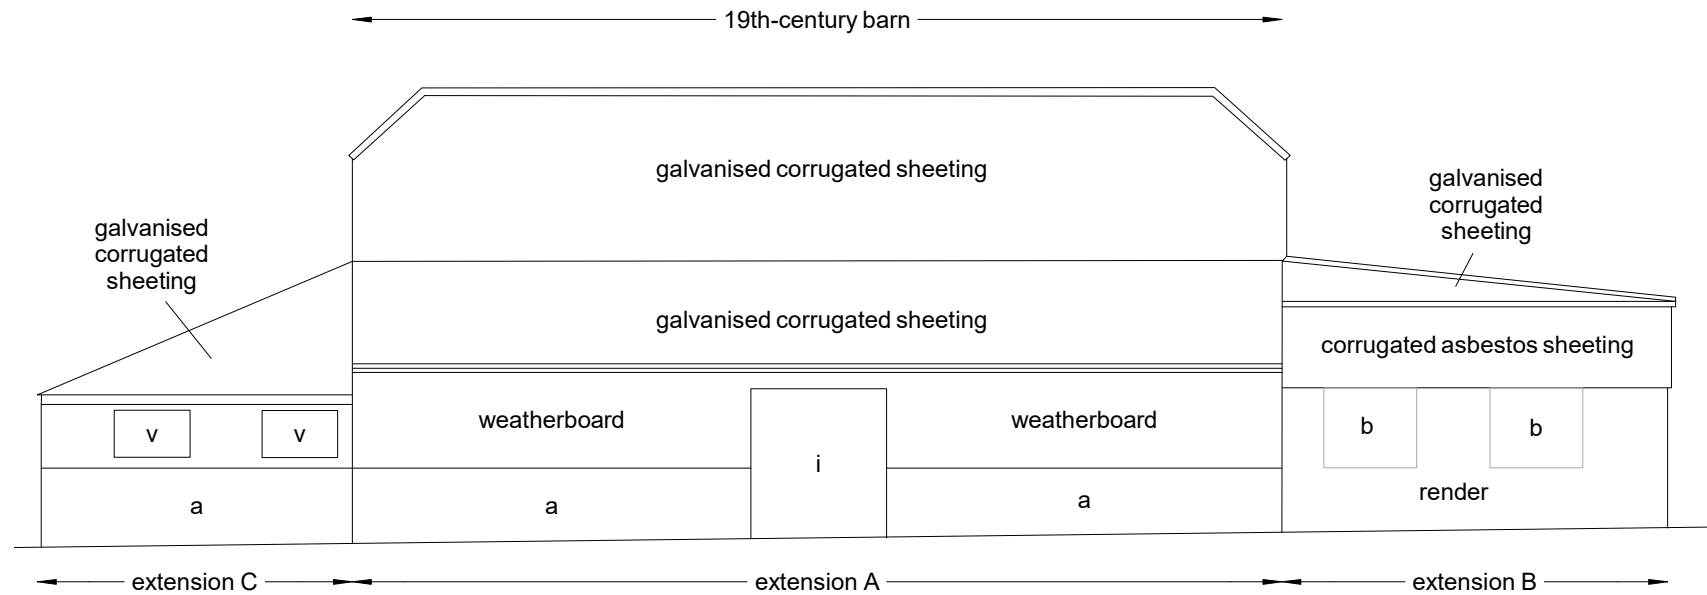 19th-century barn
galvanised corrugated sheeting
galvanised
corrugated
sheeting
galvanised
corrugated
sheeting
galvanised corrugated sheeting
corrugated asbestos sheeting
weatherboard
weatherboard
v
v
i
b
b
a
a
a
render
extension C
extension A
extension B